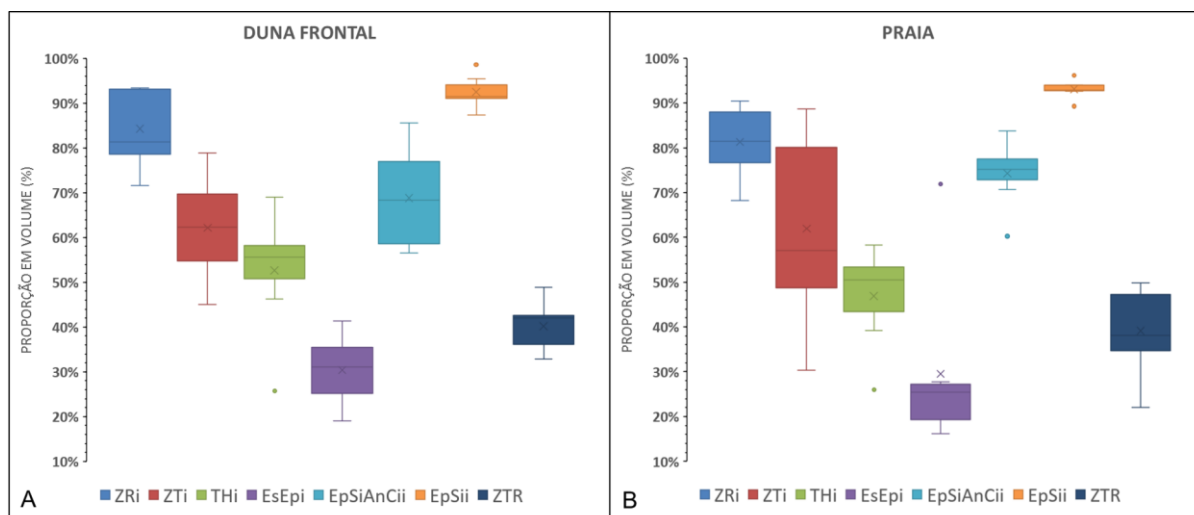 DUNA FRONTAL
PROPORÇÃO EM VOLUME (%)
100%
90%
80%
70%
60%
50%
40%
30%
20%
10%
A
ZRi ZTi THi EsEpi EpSiAnCii EpSii ZTR
PRAIA
PROPORÇÃO EM VOLUME (%)
100%
90%
80%
70%
60%
50%
40%
30%
20%
10%
B
ZRi ZTi THi EsEpi EpSiAnCii EpSii ZTR